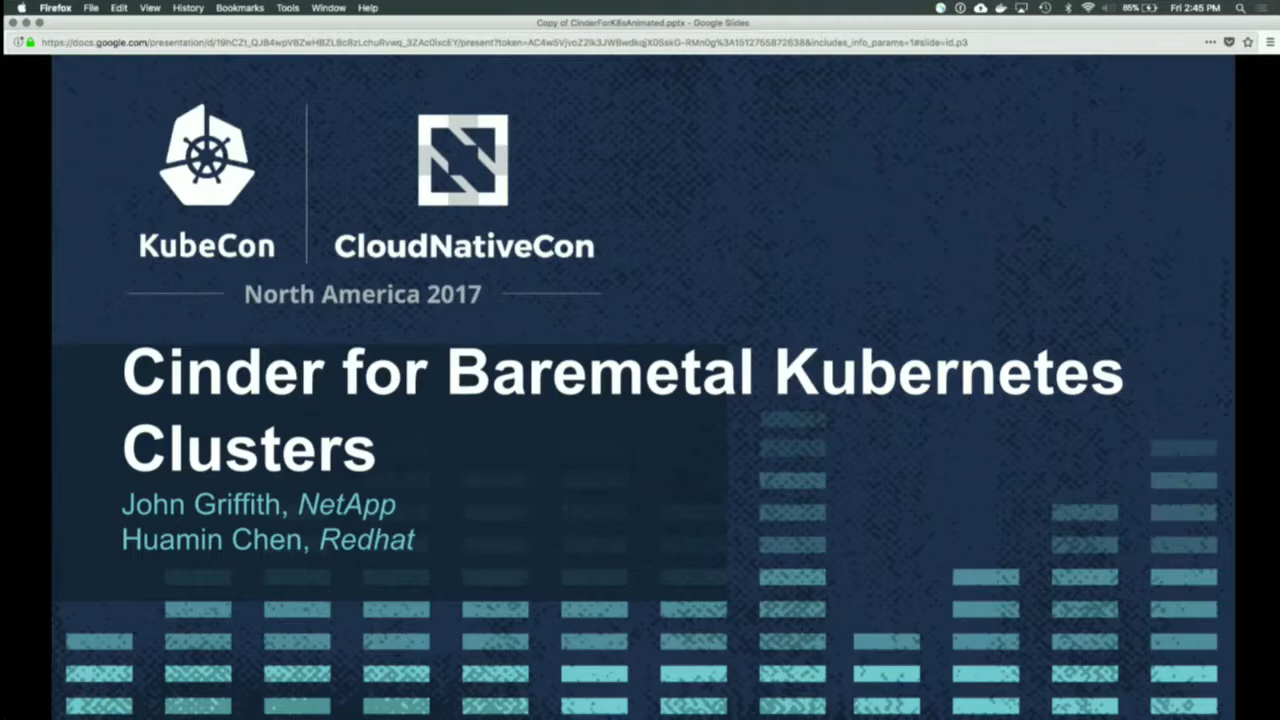 Firefox File Edit View History Bookmarks Tools Window Help 85% Fri 2:45 PM
Copy of CinderForK8sAnimated.pptx - Google Slides
KubeCon
CloudNativeCon
North America 2017
Cinder for Baremetal Kubernetes
Clusters
John Griffith, NetApp
Huamin Chen, Redhat